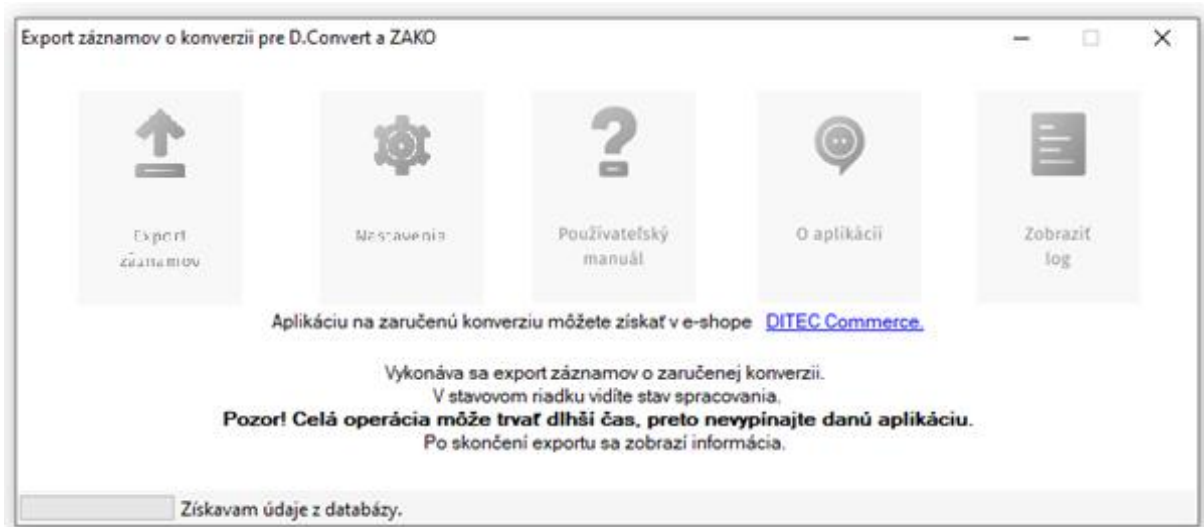 Export záznamov o konverzii pre D.Convert a ZAKO
Export
záznamov
Nastavenia
Používateľský
manuál
O aplikácii
Zobraziť
log
Aplikáciu na zaručenú konverziu môžete získať v e-shope DITEC Commerce.
Vykonáva sa export záznamov o zaručenej konverzii.
V stavovom riadku vidíte stav spracovania.
Pozor! Celá operácia môže trvať dlhší čas, preto nevypínajte danú aplikáciu.
Po skončení exportu sa zobrazí informácia.
Získavam údaje z databázy.